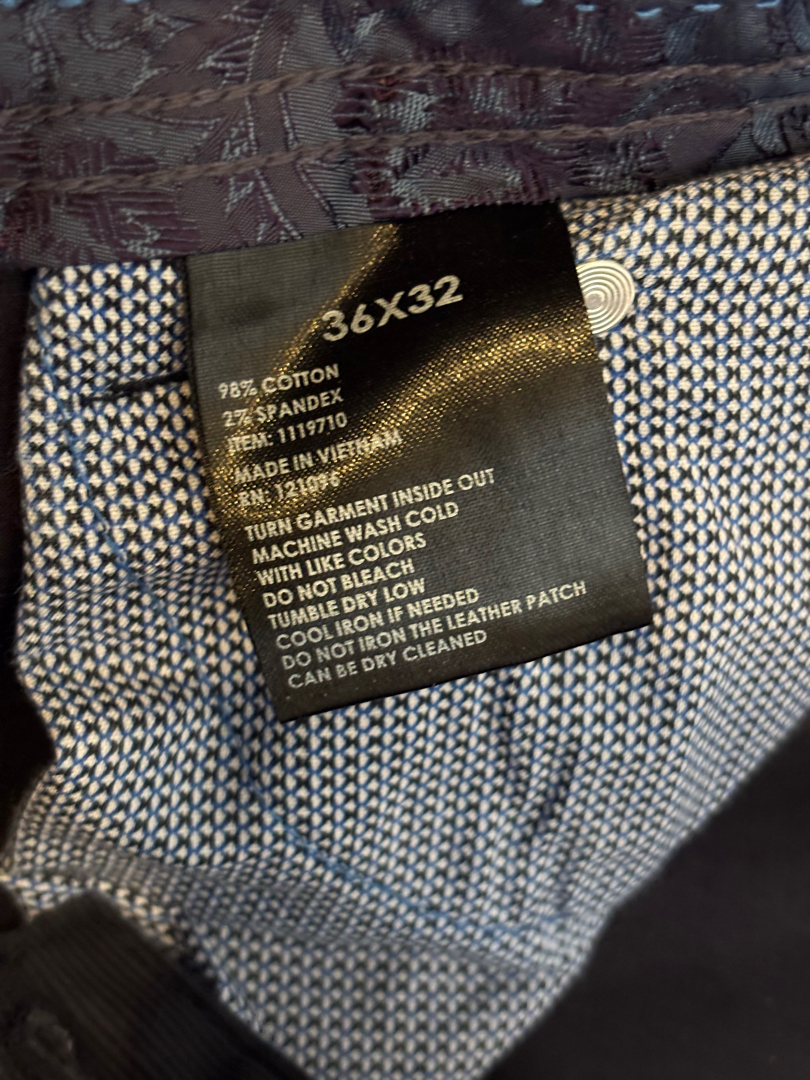 36X32
98% COTTON
2% SPANDEX
ITEM: 1119710
MADE IN VIETNAM
RN: 121096
TURN GARMENT INSIDE OUT
MACHINE WASH COLD
WITH LIKE COLORS
DO NOT BLEACH
TUMBLE DRY LOW
COOL IRON IF NEEDED
DO NOT IRON THE LEATHER PATCH
CAN BE DRY CLEANED